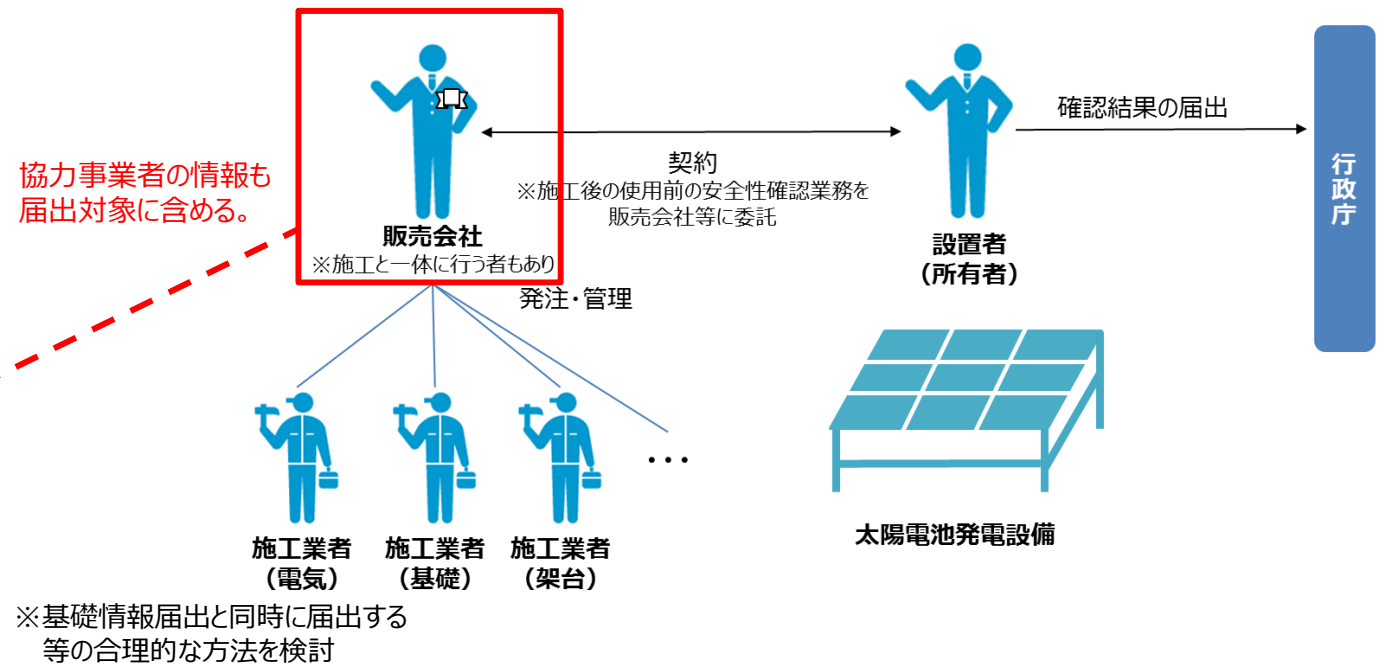 協力事業者の情報も
届出対象に含める。
販売会社
※施工と一体に行う者もあり
契約
※施工後の使用前の安全性確認業務を
販売会社等に委託
設置者
（所有者）
確認結果の届出
行政庁
発注・管理
施工業者
（電気）
施工業者
（基礎）
施工業者
（架台）
・・・
太陽電池発電設備
※基礎情報届出と同時に届出する
等の合理的な方法を検討